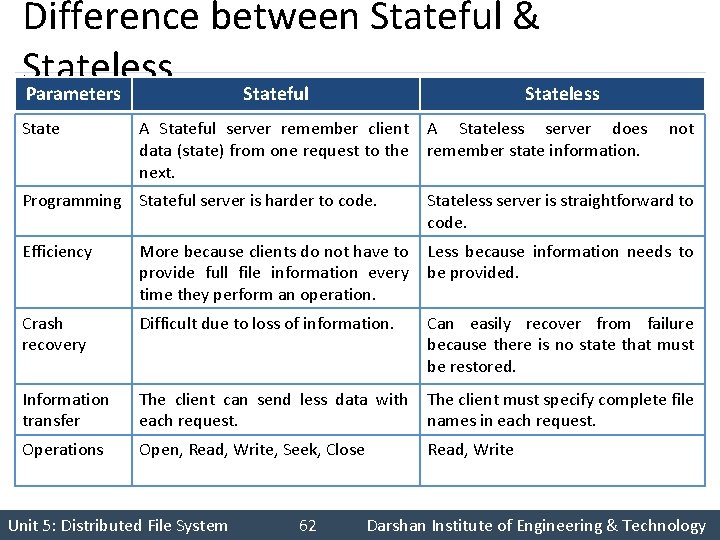 Difference between Stateful &
Stateless
Parameters Stateful Stateless
State
A Stateful server remember client
data (state) from one request to the
next.
A Stateless server does not
remember state information.
Programming
Stateful server is harder to code.
Stateless server is straightforward to
code.
Efficiency
More because clients do not have to
provide full file information every
time they perform an operation.
Less because information needs to
be provided.
Crash
recovery
Difficult due to loss of information.
Can easily recover from failure
because there is no state that must
be restored.
Information
transfer
The client can send less data with
each request.
The client must specify complete file
names in each request.
Operations
Open, Read, Write, Seek, Close
Read, Write
Unit 5: Distributed File System 62 Darshan Institute of Engineering & Technology